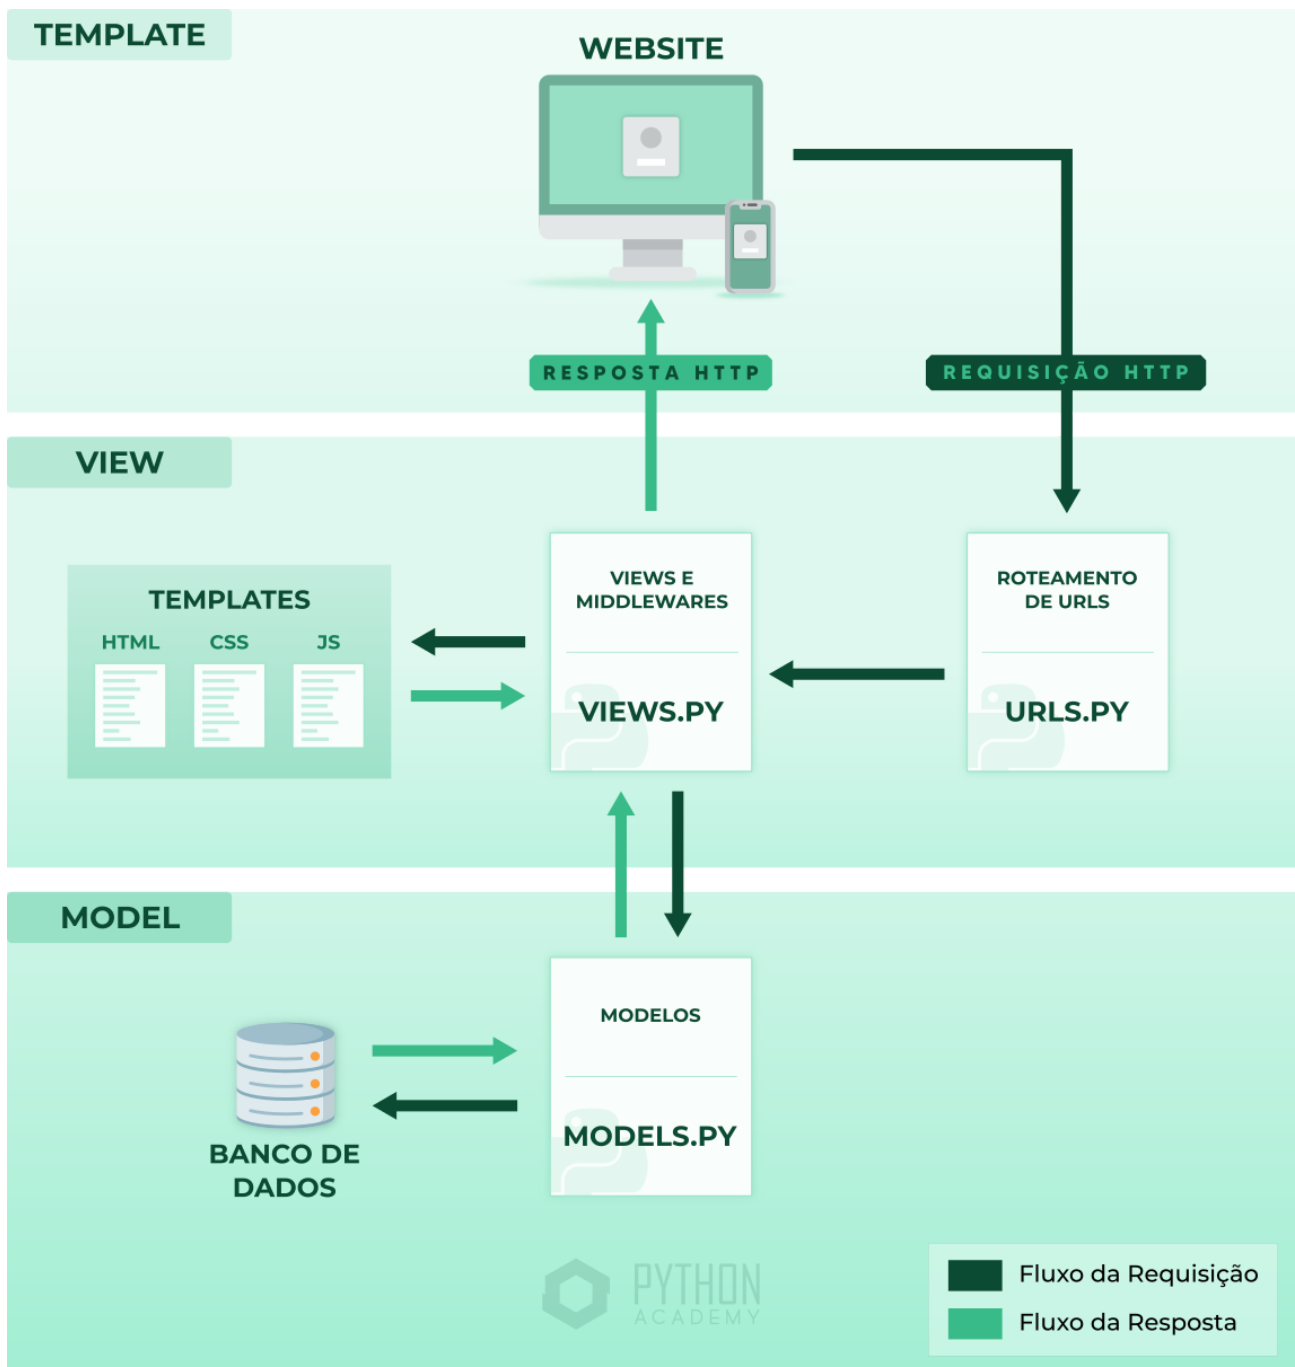 TEMPLATE
WEBSITE
RESPOSTA HTTP
REQUISIÇÃO HTTP
VIEW
TEMPLATES
HTML
CSS
JS
VIEWS E
MIDDLEWARES
VIEWS.PY
ROTEAMENTO
DE URLS
URLS.PY
MODEL
BANCO DE
DADOS
MODELOS
MODELS.PY
PYTHON
ACADEMY
Fluxo da Requisição
Fluxo da Resposta